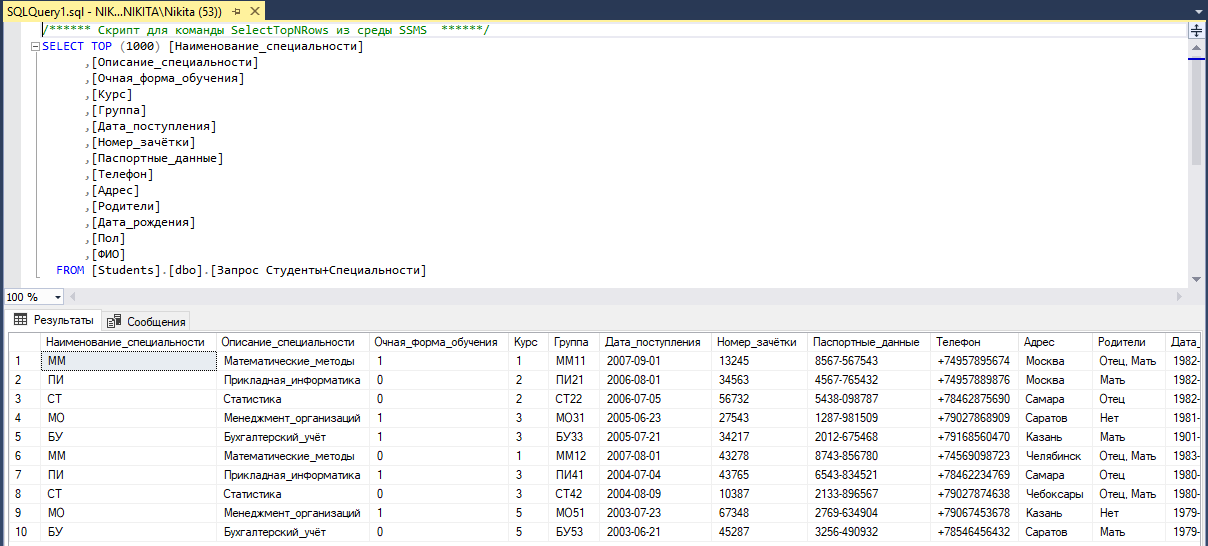 SQLQuery1.sql - NIK...NIKITA\Nikita (53))
/****** Скрипт для команды SelectTopNRows из среды SSMS ******/
SELECT TOP (1000) [Наименование_специальности]
,[Описание_специальности]
,[Очная_форма_обучения]
,[Курс]
,[Группа]
,[Дата_поступления]
,[Номер_зачётки]
,[Паспортные_данные]
,[Телефон]
,[Адрес]
,[Родители]
,[Дата_рождения]
,[Пол]
,[ФИО]
FROM [Students].[dbo].[Запрос Студенты+Специальности]
100 %
Результаты Сообщения
Наименование_специальности Описание_специальности Очная_форма_обучения Курс Группа Дата_поступления Номер_зачётки Паспортные_данные Телефон Адрес Родители Дата_
1 ММ Математические_методы 1 1 ММ11 2007-09-01 13245 8567-567543 +74957895674 Москва Отец, Мать 1982-
2 ПИ Прикладная_информатика 0 2 ПИ21 2006-08-01 34563 4567-765432 +74957889876 Москва Мать 1982-
3 СТ Статистика 0 2 СТ22 2006-07-05 56732 5438-098787 +78462875690 Самара Отец 1982-
4 МО Менеджмент_организаций 1 3 МО31 2005-06-23 27543 1287-981509 +79027868909 Саратов Нет 1981-
5 БУ Бухгалтерский_учёт 1 3 БУ33 2005-07-21 34217 2012-675468 +79168560470 Казань Мать 1901-
6 ММ Математические_методы 0 1 ММ12 2007-08-01 43278 8743-856780 +74569098723 Челябинск Отец, Мать 1983-
7 ПИ Прикладная_информатика 1 3 ПИ41 2004-07-04 43765 6543-834521 +78462234769 Самара Отец 1980-
8 СТ Статистика 0 3 СТ42 2004-08-09 10387 2133-896567 +79027874638 Чебоксары Отец, Мать 1980-
9 МО Менеджмент_организаций 1 5 МО51 2003-07-23 67348 2769-634904 +79067453678 Казань Нет 1979-
10 БУ Бухгалтерский_учёт 0 5 БУ53 2003-06-21 45287 3256-490932 +78546456432 Саратов Мать 1979-